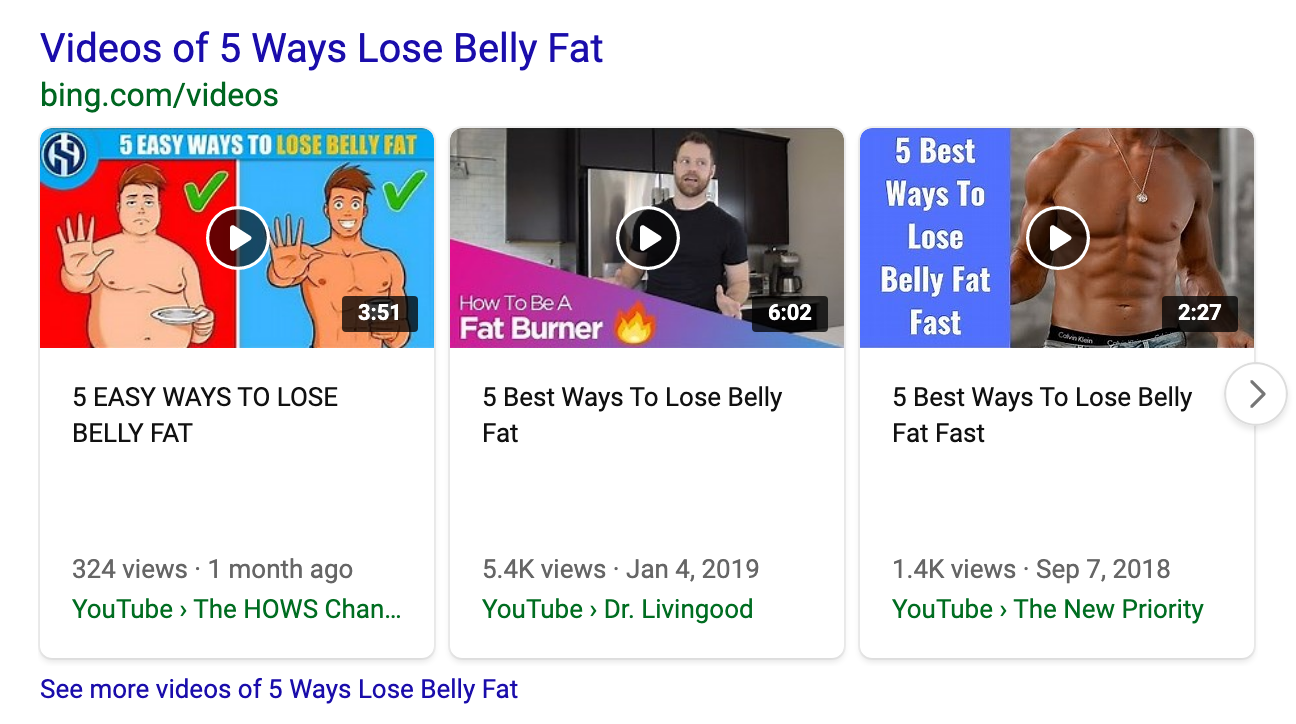 Videos of 5 Ways Lose Belly Fat
bing.com/videos
5 EASY WAYS TO LOSE BELLY FAT
3:51
5 EASY WAYS TO LOSE
BELLY FAT
324 views · 1 month ago
YouTube › The HOWS Chan...
How To Be A
Fat Burner
6:02
5 Best Ways To Lose Belly
Fat
5.4K views · Jan 4, 2019
YouTube › Dr. Livingood
5 Best
Ways To
Lose
Belly Fat
Fast
Calvin Klein
Calvin Klein
2:27
5 Best Ways To Lose Belly
Fat Fast
1.4K views · Sep 7, 2018
YouTube › The New Priority
See more videos of 5 Ways Lose Belly Fat